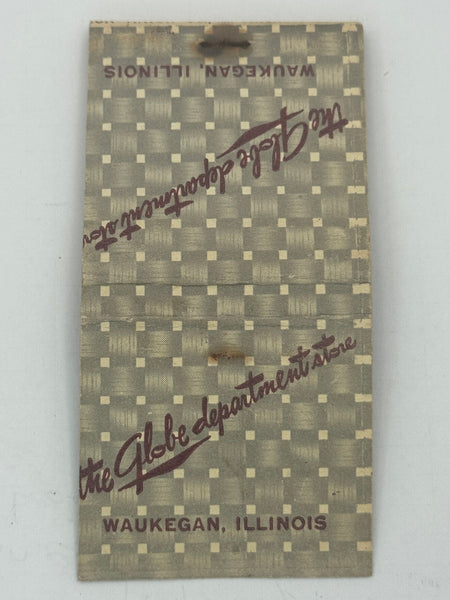 WAUKEGAN, ILLINOIS
the Globe department store
the Globe department store
WAUKEGAN, ILLINOIS